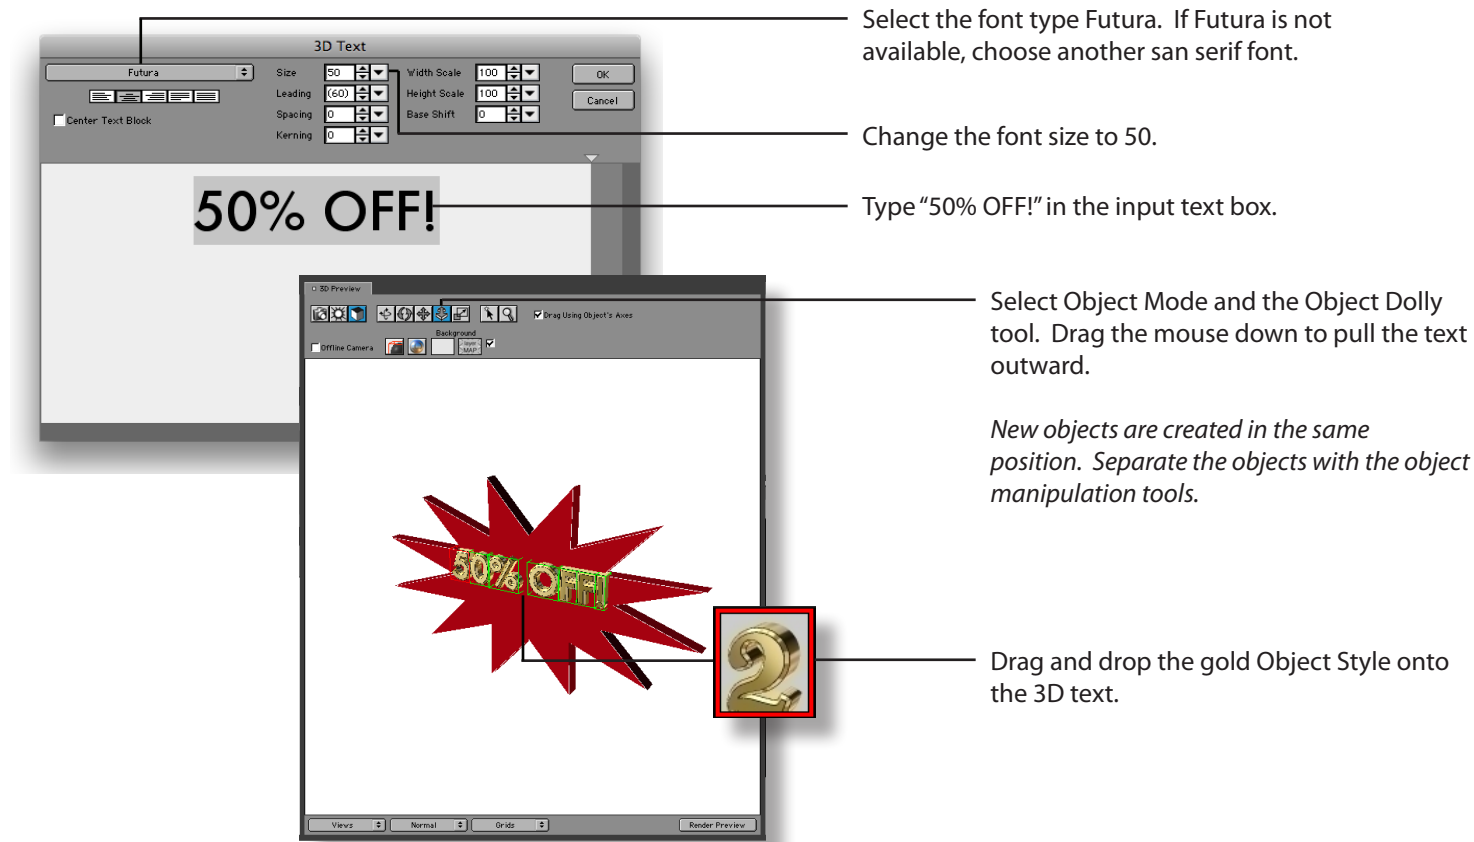 Select the font type Futura.  If Futura is not
available, choose another san serif font.
3D Text
Futura
Size 50
Width Scale 100
OK
Leading (60)
Height Scale 100
Cancel
Spacing 0
Base Shift 0
Center Text Block
Kerning 0
Change the font size to 50.
50% OFF!
Type “50% OFF!” in the input text box.
3D Preview
Drag Using Object's Axes
Background
Offline Camera
layer
MAP
Select Object Mode and the Object Dolly
tool.  Drag the mouse down to pull the text
outward.
New objects are created in the same
position.  Separate the objects with the object
manipulation tools.
50% OFF!
2
Drag and drop the gold Object Style onto
the 3D text.
Views
Normal
Grids
Render Preview